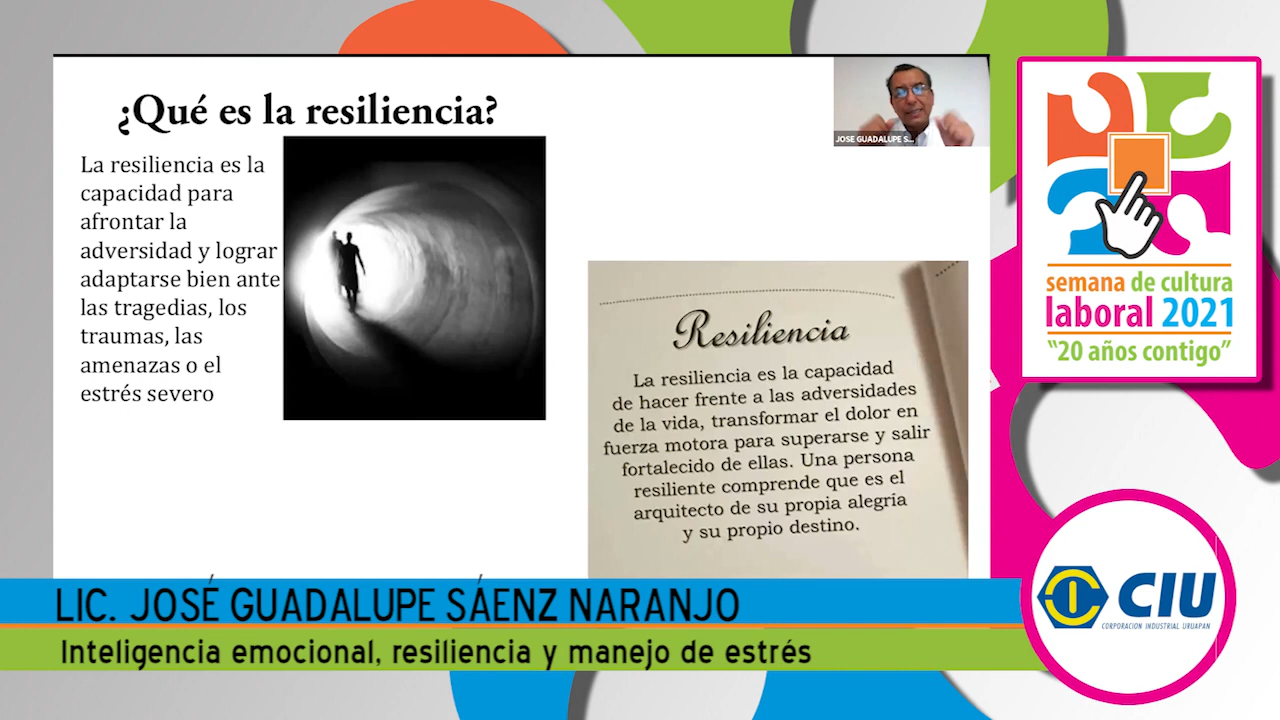 ¿Qué es la resiliencia?
La resiliencia es la
capacidad para
afrontar la
adversidad y lograr
adaptarse bien ante
las tragedias, los
traumas, las
amenazas o el
estrés severo
JOSE GUADALUPE S...
Resiliencia
La resiliencia es la capacidad
de hacer frente a las adversidades
de la vida, transformar el dolor en
fuerza motora para superarse y salir
fortalecido de ellas. Una persona
resiliente comprende que es el
arquitecto de su propia alegría
y su propio destino.
semana de cultura
laboral 2021
"20 años contigo"
LIC. JOSÉ GUADALUPE SÁENZ NARANJO
Inteligencia emocional, resiliencia y manejo de estrés
CIU
CORPORACION INDUSTRIAL URUAPAN